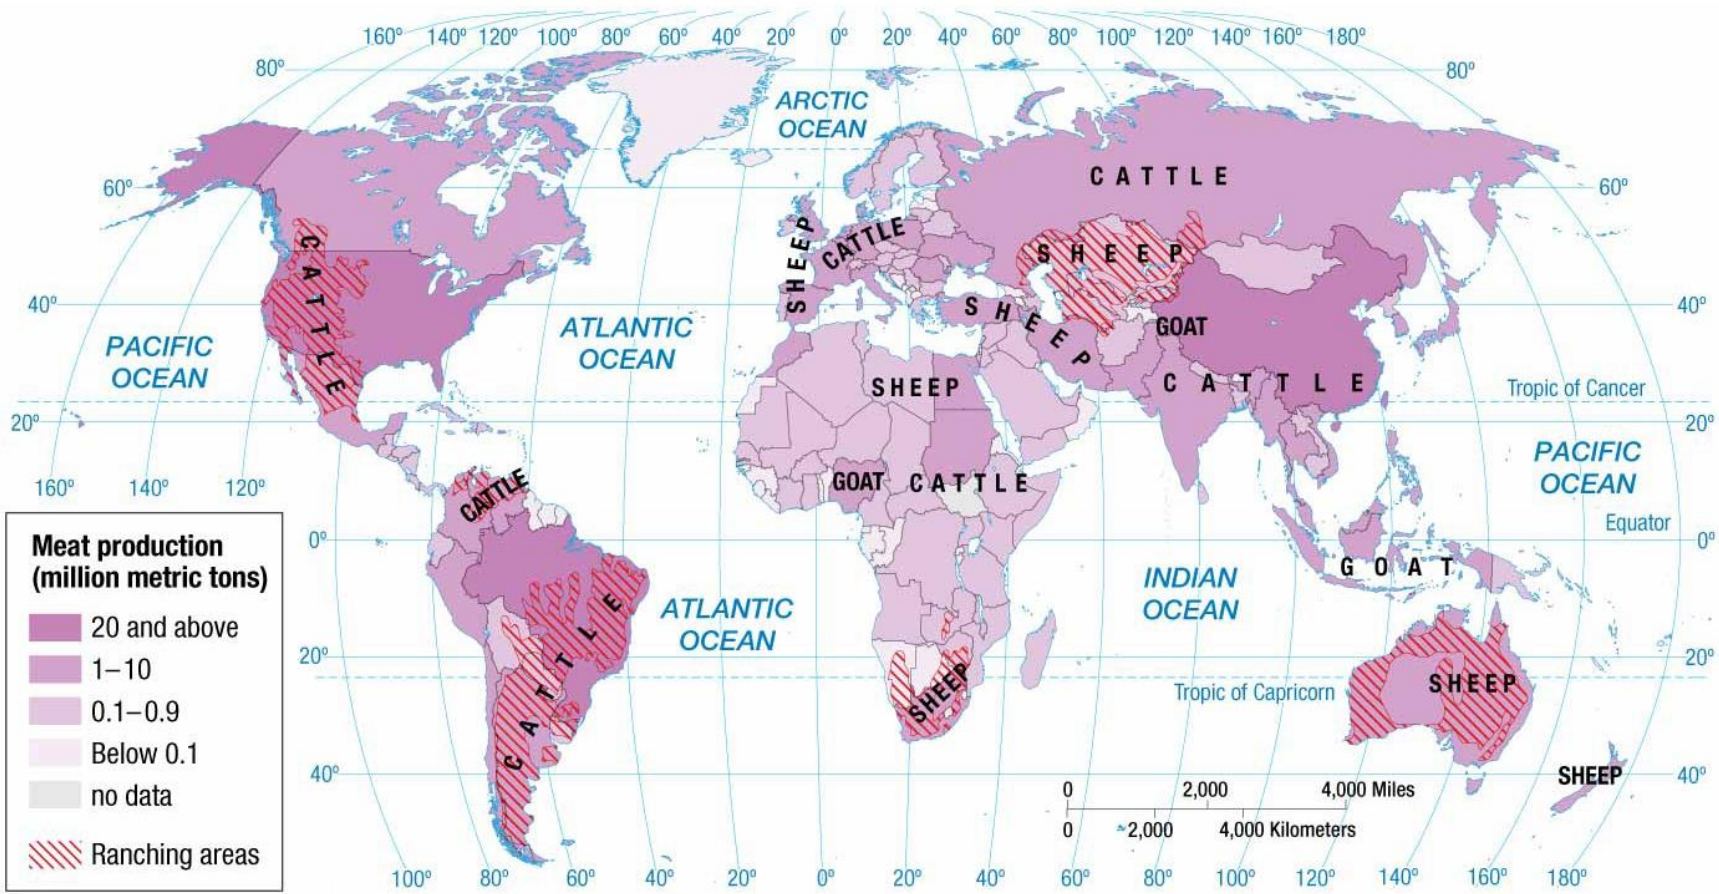 160° 140° 120° 100° 80° 60° 40° 20° 0° 20° 40° 60° 80° 100° 120° 140° 160° 180°
80° 80°
ARCTIC
OCEAN
60° 60°
CATTLE
CATTLE
SHEEP
CATTLE
SHEEP
SHEEP
GOAT
40° 40°
PACIFIC
OCEAN
ATLANTIC
OCEAN
SHEEP
CATTLE
Tropic of Cancer
20° 20°
PACIFIC
OCEAN
160° 140° 120°
CATTLE
GOAT
CATTLE
Equator
0° 0°
GOAT
INDIAN
OCEAN
ATLANTIC
OCEAN
CATTLE
20° 20°
SHEEP
SHEEP
Tropic of Capricorn
40° 40°
SHEEP
0 2,000 4,000 Miles
0 2,000 4,000 Kilometers
100° 80° 60° 40° 20° 0° 20° 40° 60° 80° 100° 120° 140° 160° 180°
Meat production
(million metric tons)
20 and above
1–10
0.1–0.9
Below 0.1
no data
Ranching areas